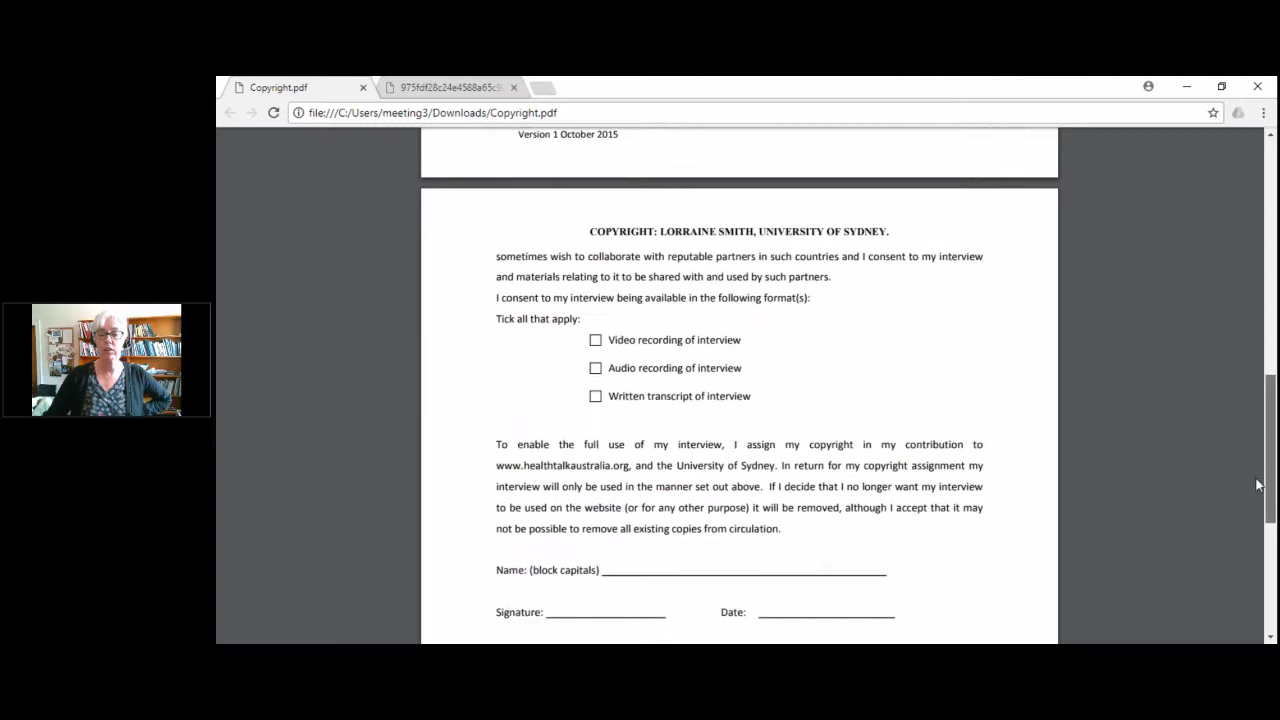 Copyright.pdf
975fdf28c24e4588a65c9
file:///C:/Users/meeting3/Downloads/Copyright.pdf
Version 1 October 2015
COPYRIGHT: LORRAINE SMITH, UNIVERSITY OF SYDNEY.
sometimes wish to collaborate with reputable partners in such countries and I consent to my interview
and materials relating to it to be shared with and used by such partners.
I consent to my interview being available in the following format(s):
Tick all that apply:
Video recording of interview
Audio recording of interview
Written transcript of interview
To enable the full use of my interview, I assign my copyright in my contribution to
www.healthtalkaustralia.org, and the University of Sydney. In return for my copyright assignment my
interview will only be used in the manner set out above. If I decide that I no longer want my interview
to be used on the website (or for any other purpose) it will be removed, although I accept that it may
not be possible to remove all existing copies from circulation.
Name: (block capitals)
Signature: Date: